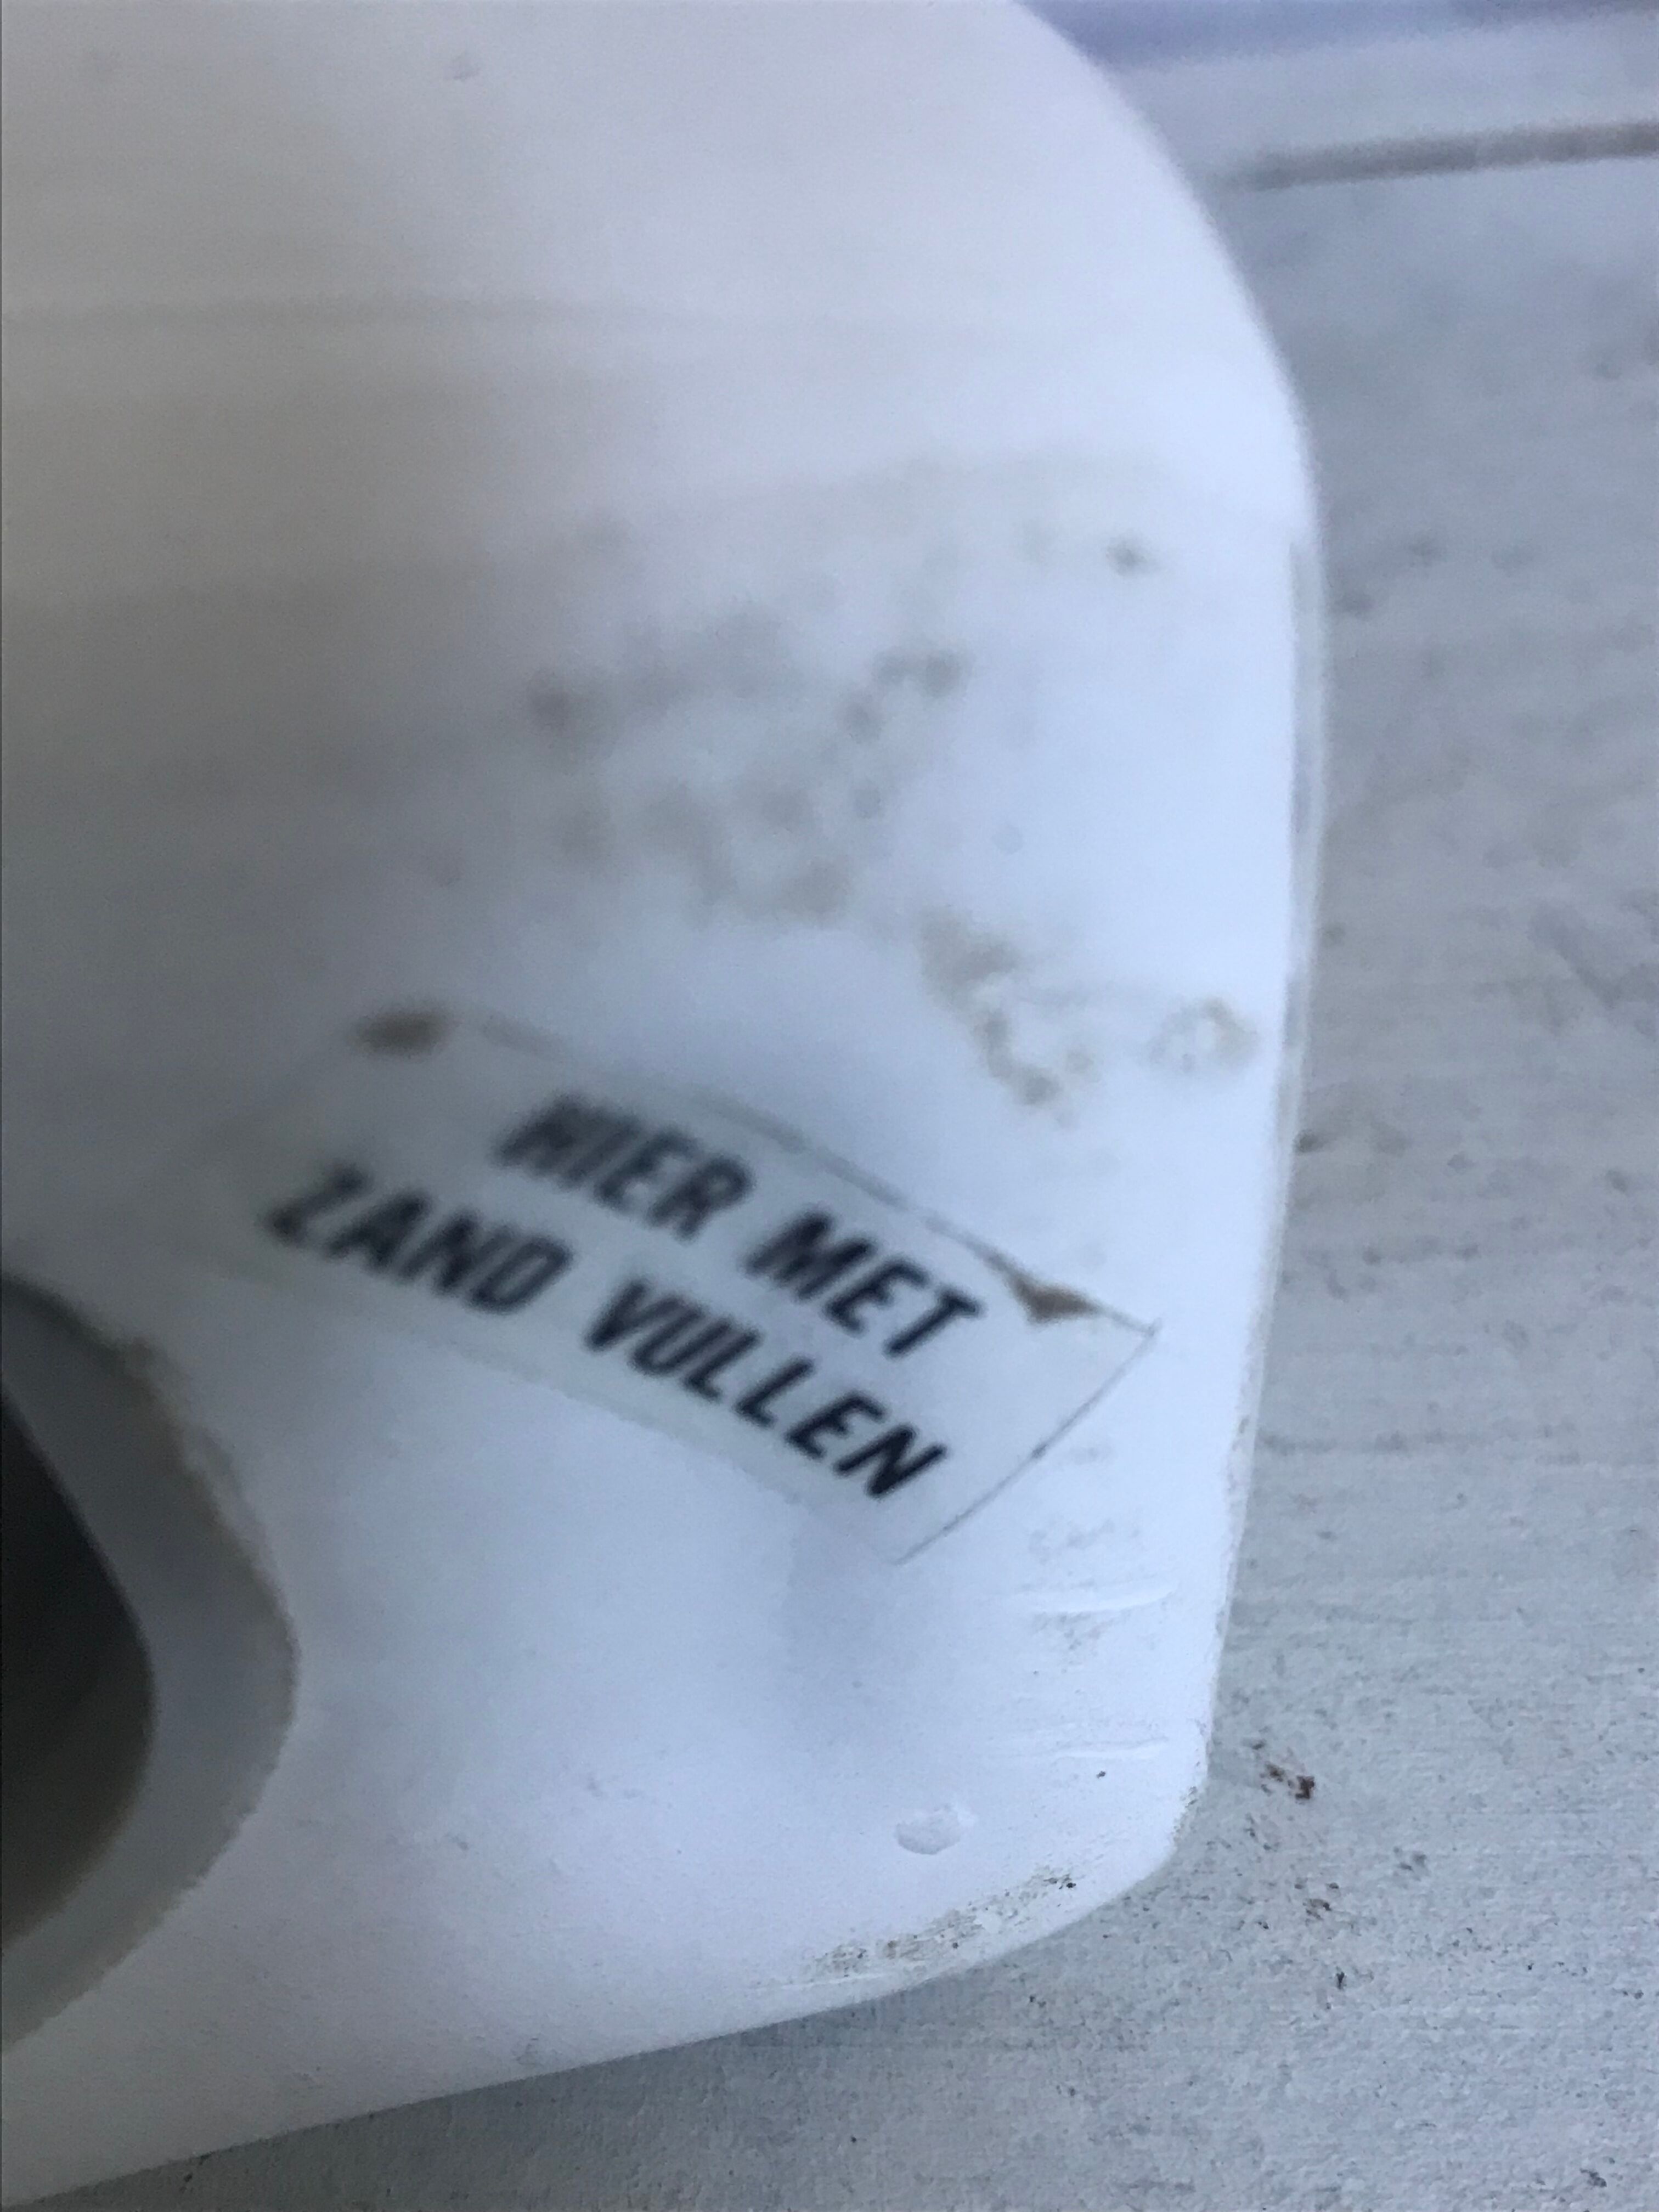 HIER MET
ZAND VULLEN